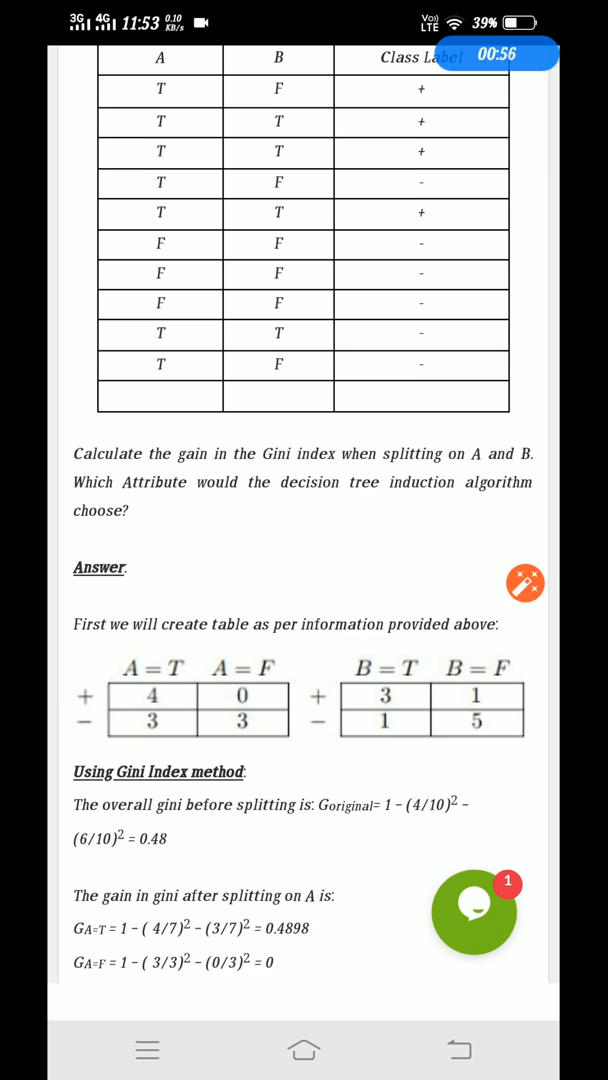 3G 4G 11:53 0.10 KB/s VoD LTE 39%
00:56
A B Class Label
T F +
T T +
T T +
T F -
T T +
F F -
F F -
F F -
T T -
T F -
Calculate the gain in the Gini index when splitting on A and B.
Which Attribute would the decision tree induction algorithm
choose?
Answer:
First we will create table as per information provided above:
A = T A = F B = T B = F
+ 4 0 + 3 1
− 3 3 − 1 5
Using Gini Index method:
The overall gini before splitting is: Goriginal= 1 – (4/10)2 –
(6/10)2 = 0.48
The gain in gini after splitting on A is:
GA=T = 1 – ( 4/7)2 – (3/7)2 = 0.4898
GA=F = 1 – ( 3/3)2 – (0/3)2 = 0
1